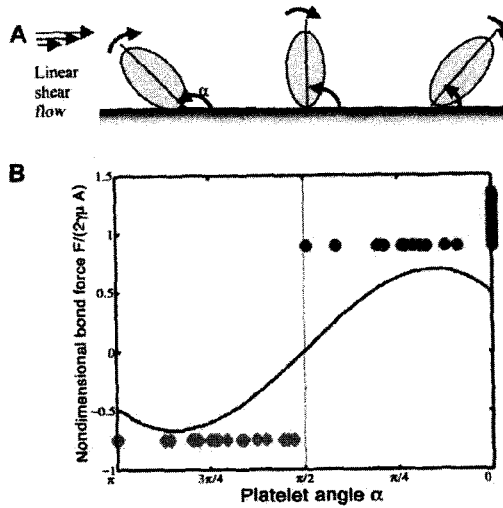 A
Linear
shear
flow
α
B
Nondimensional bond force F/(2γμ A)
1.5
1
0.5
0
-0.5
-1
π
3π/4
π/2
π/4
0
Platelet angle α